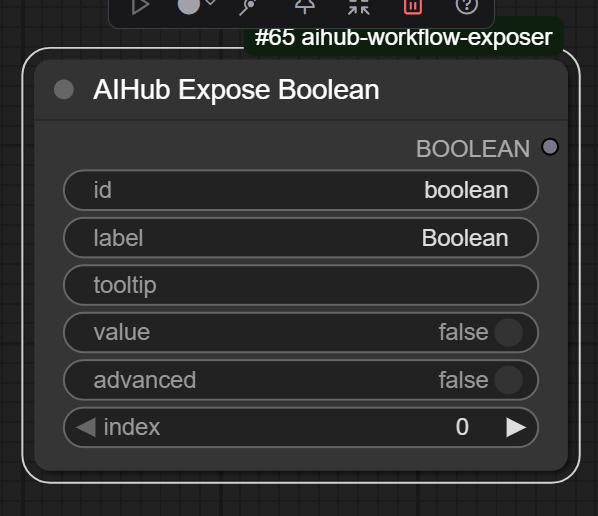 #65 aihub-workflow-exposer
AIHub Expose Boolean
BOOLEAN
id boolean
label Boolean
tooltip
value false
advanced false
index 0